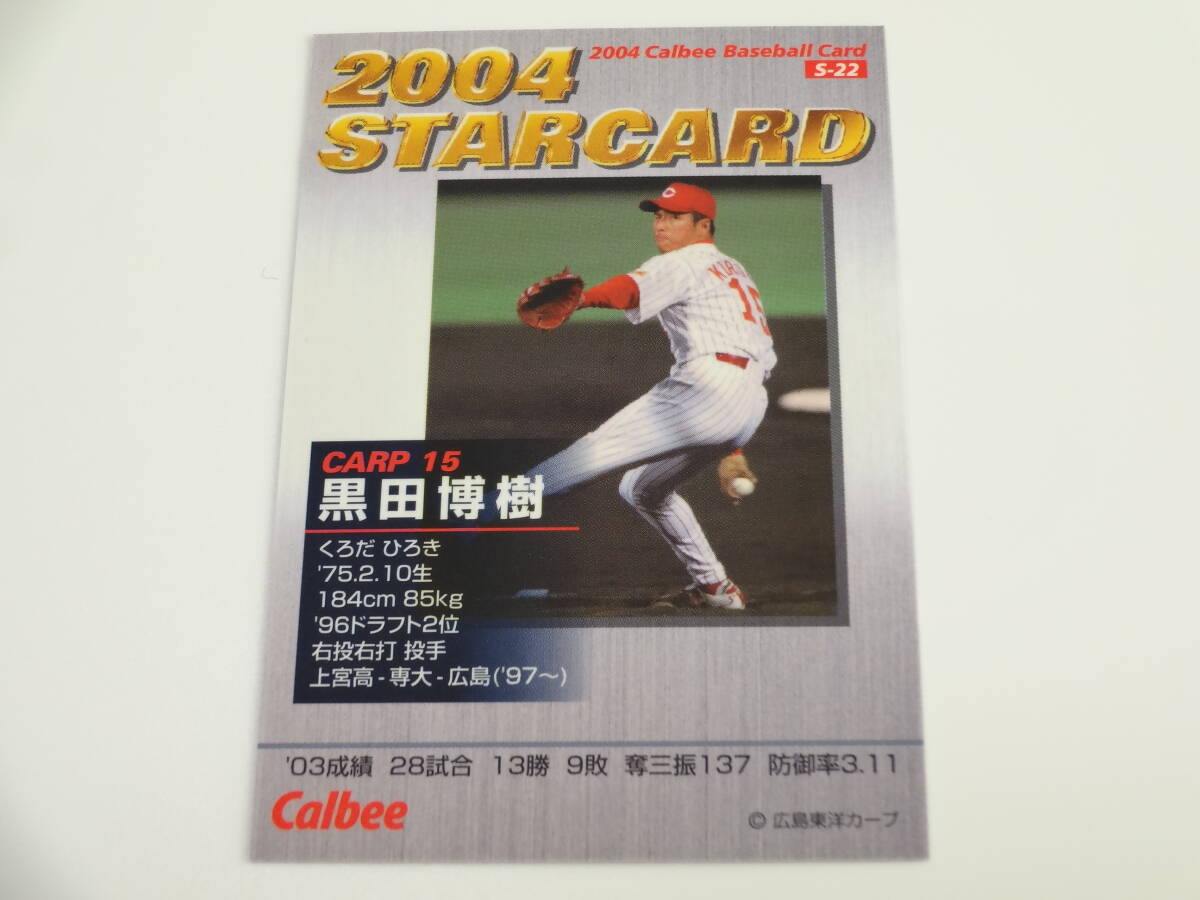 2004 Calbee Baseball Card
S-22
2004
STARCARD
C
15
CARP 15
黒田博樹
くろだ ひろき
'75.2.10生
184cm 85kg
'96ドラフト2位
右投右打 投手
上宮高-専大-広島('97〜)
'03成績 28試合 13勝 9敗 奪三振137 防御率3.11
Calbee
© 広島東洋カープ